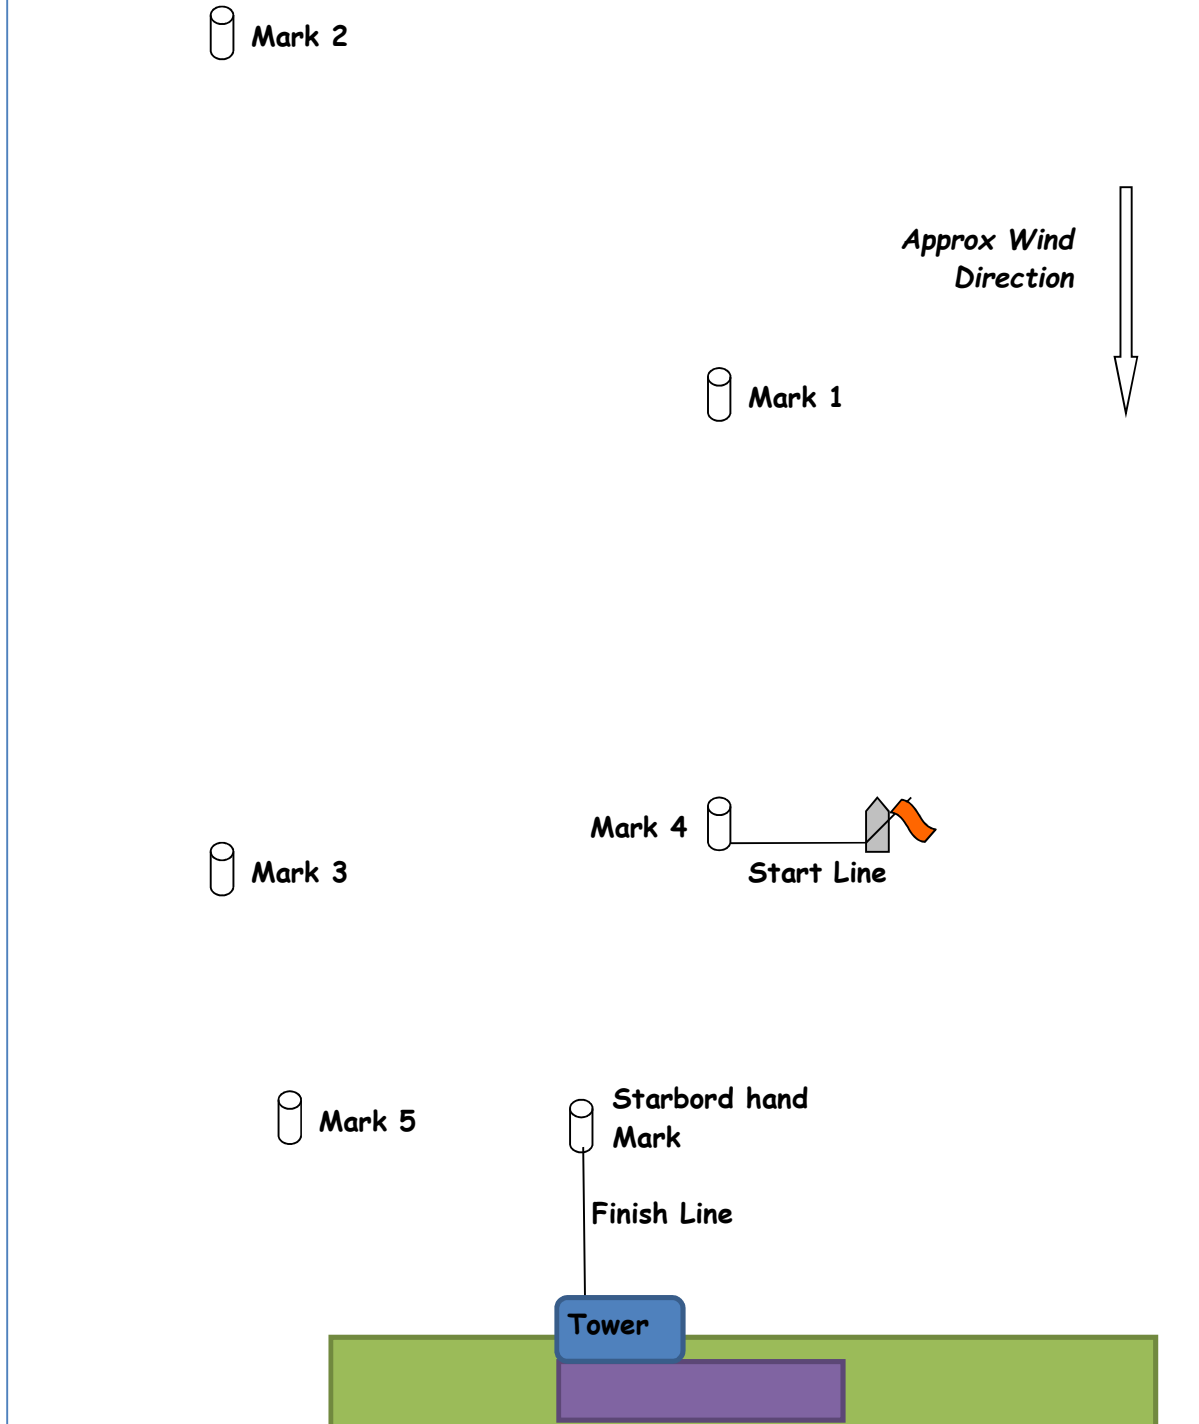 Mark 2
Approx Wind
Direction
Mark 1
Mark 4
Start Line
Mark 3
Starbord hand
Mark
Mark 5
Finish Line
Tower